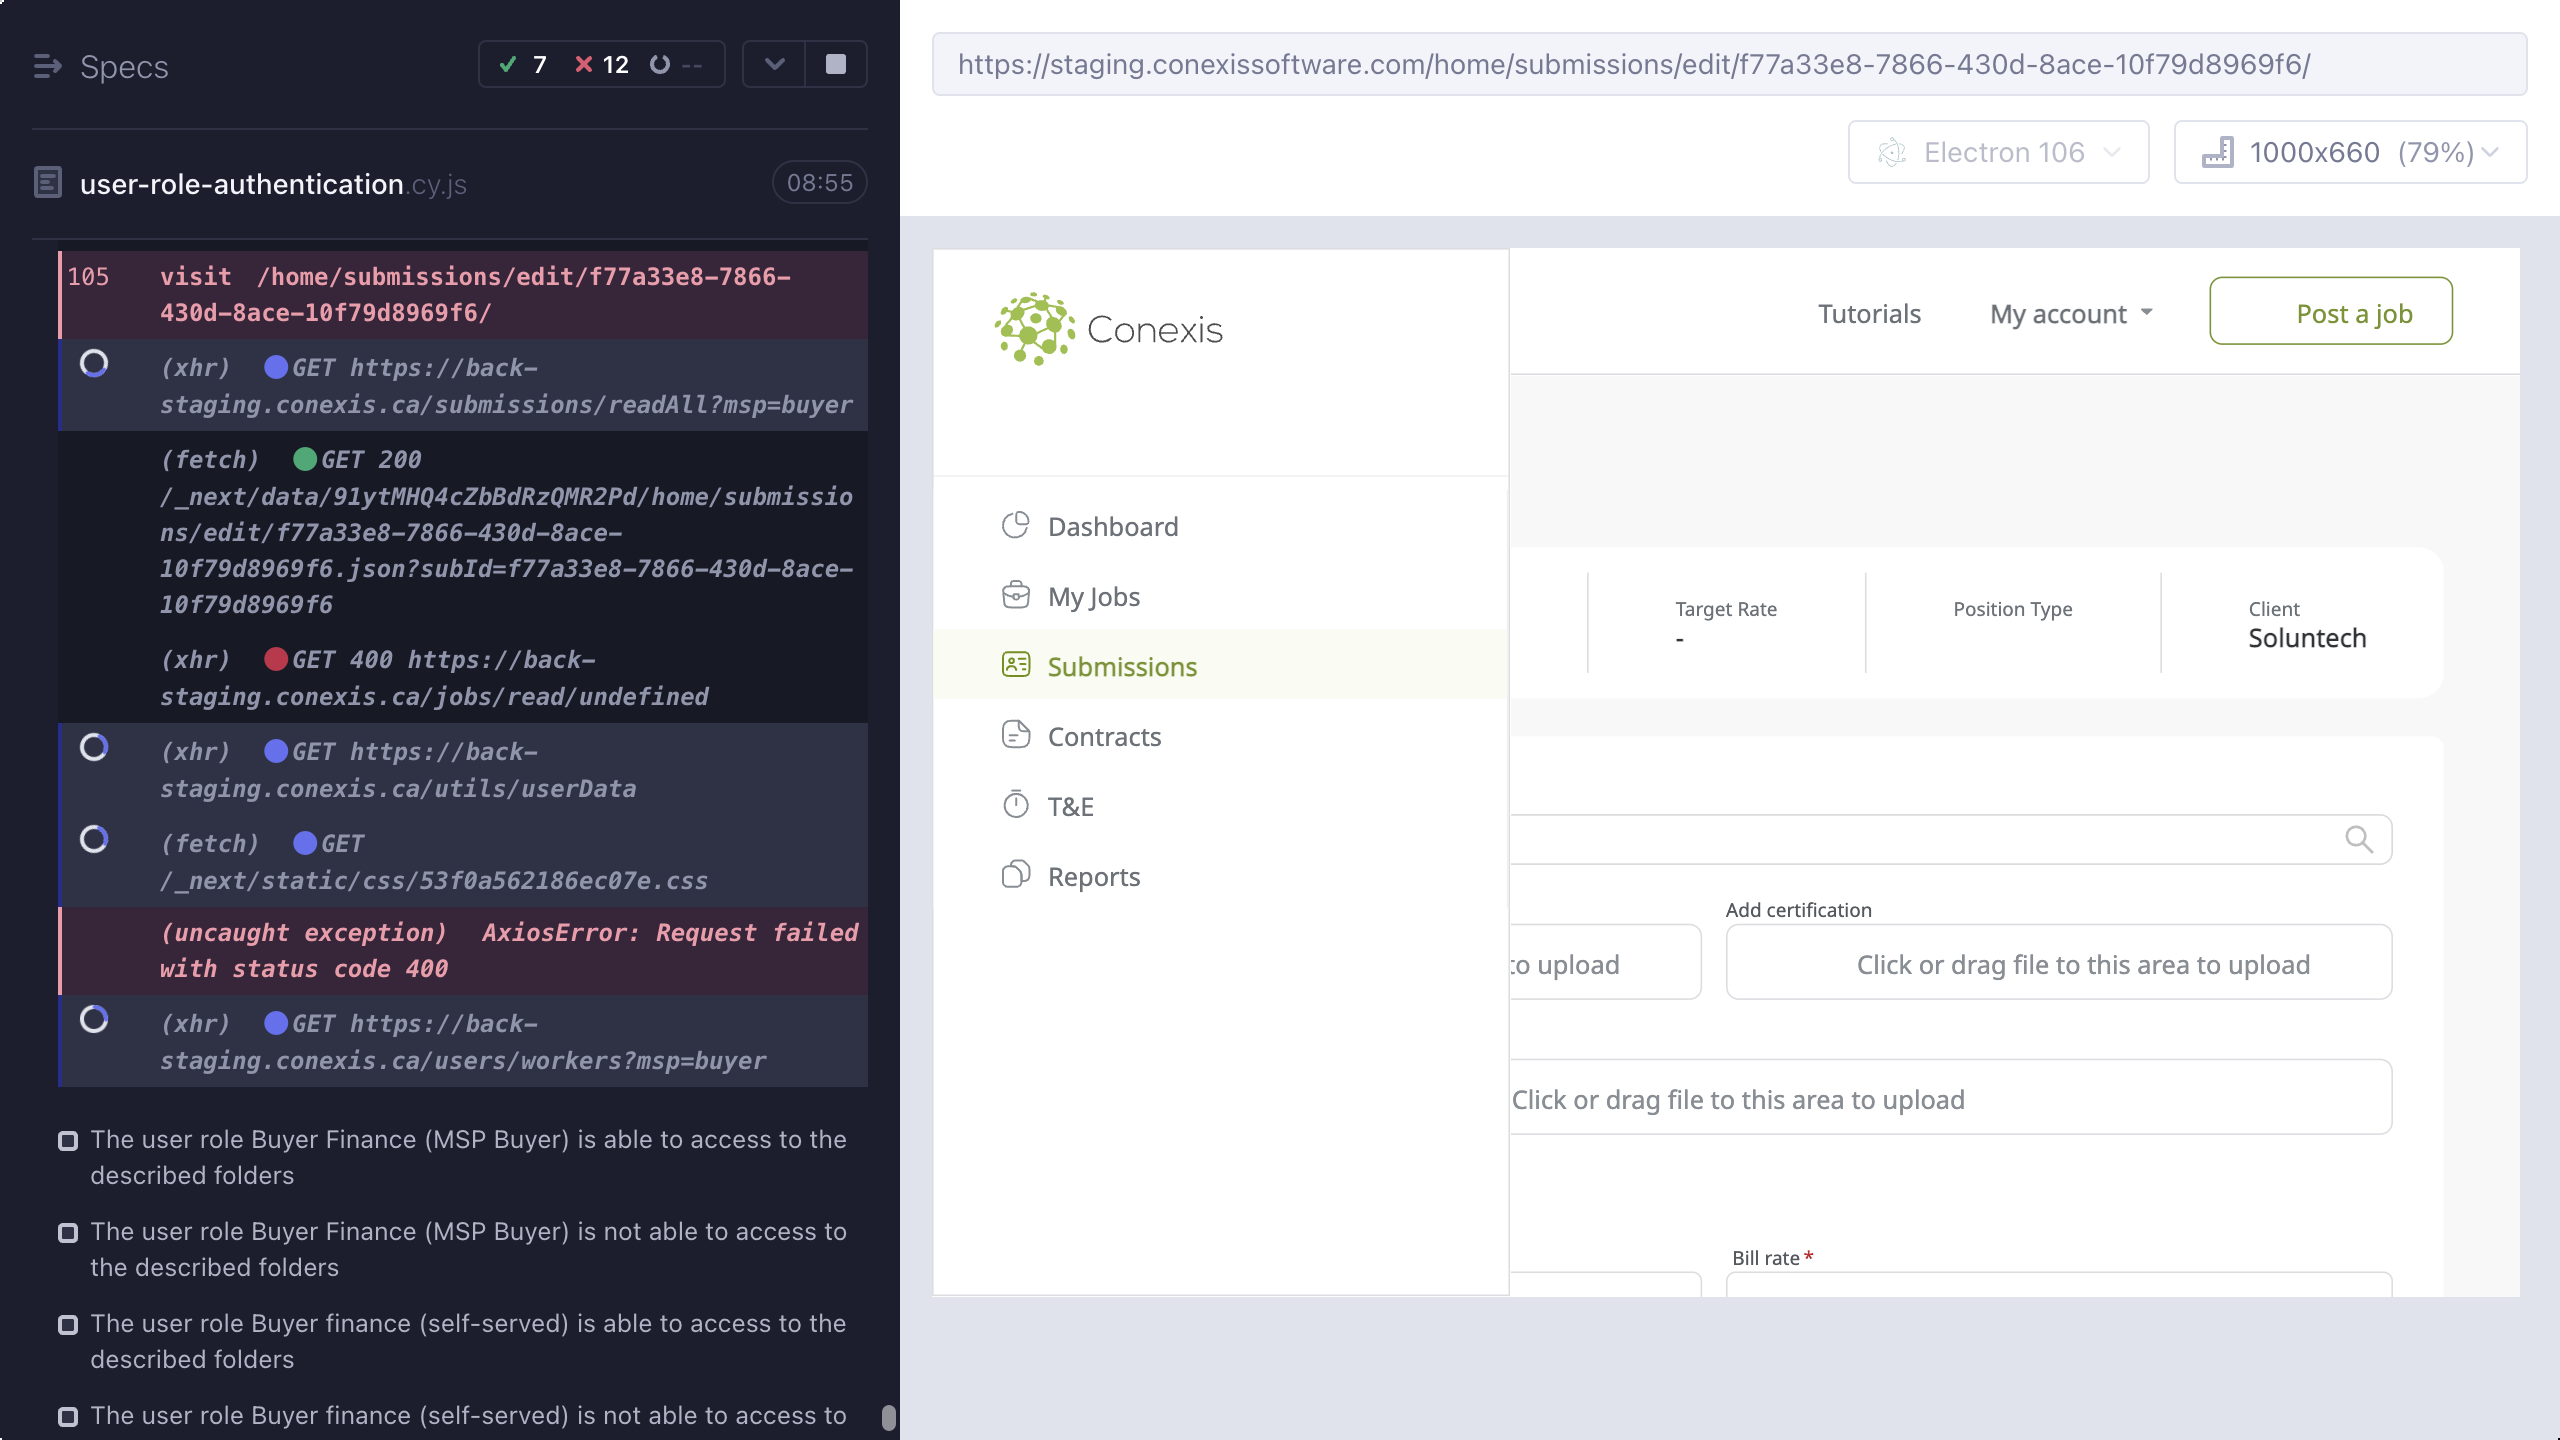 Specs
7 12 --
user-role-authentication.cy.js 08:55
105 visit /home/submissions/edit/f77a33e8-7866-
430d-8ace-10f79d8969f6/
(xhr) GET https://back-
staging.conexis.ca/submissions/readAll?msp=buyer
(fetch) GET 200
/_next/data/91ytMHQ4cZbBdRzQMR2Pd/home/submissio
ns/edit/f77a33e8-7866-430d-8ace-
10f79d8969f6.json?subId=f77a33e8-7866-430d-8ace-
10f79d8969f6
(xhr) GET 400 https://back-
staging.conexis.ca/jobs/read/undefined
(xhr) GET https://back-
staging.conexis.ca/utils/userData
(fetch) GET
/_next/static/css/53f0a562186ec07e.css
(uncaught exception) AxiosError: Request failed
with status code 400
(xhr) GET https://back-
staging.conexis.ca/users/workers?msp=buyer
The user role Buyer Finance (MSP Buyer) is able to access to the
described folders
The user role Buyer Finance (MSP Buyer) is not able to access to
the described folders
The user role Buyer finance (self-served) is able to access to the
described folders
The user role Buyer finance (self-served) is not able to access to
https://staging.conexissoftware.com/home/submissions/edit/f77a33e8-7866-430d-8ace-10f79d8969f6/
Electron 106
1000x660 (79%)
Conexis
Tutorials
My account
Post a job
Dashboard
My Jobs
Submissions
Contracts
T&E
Reports
Target Rate
-
Position Type
Client
Soluntech
Add certification
to upload
Click or drag file to this area to upload
Click or drag file to this area to upload
Bill rate*